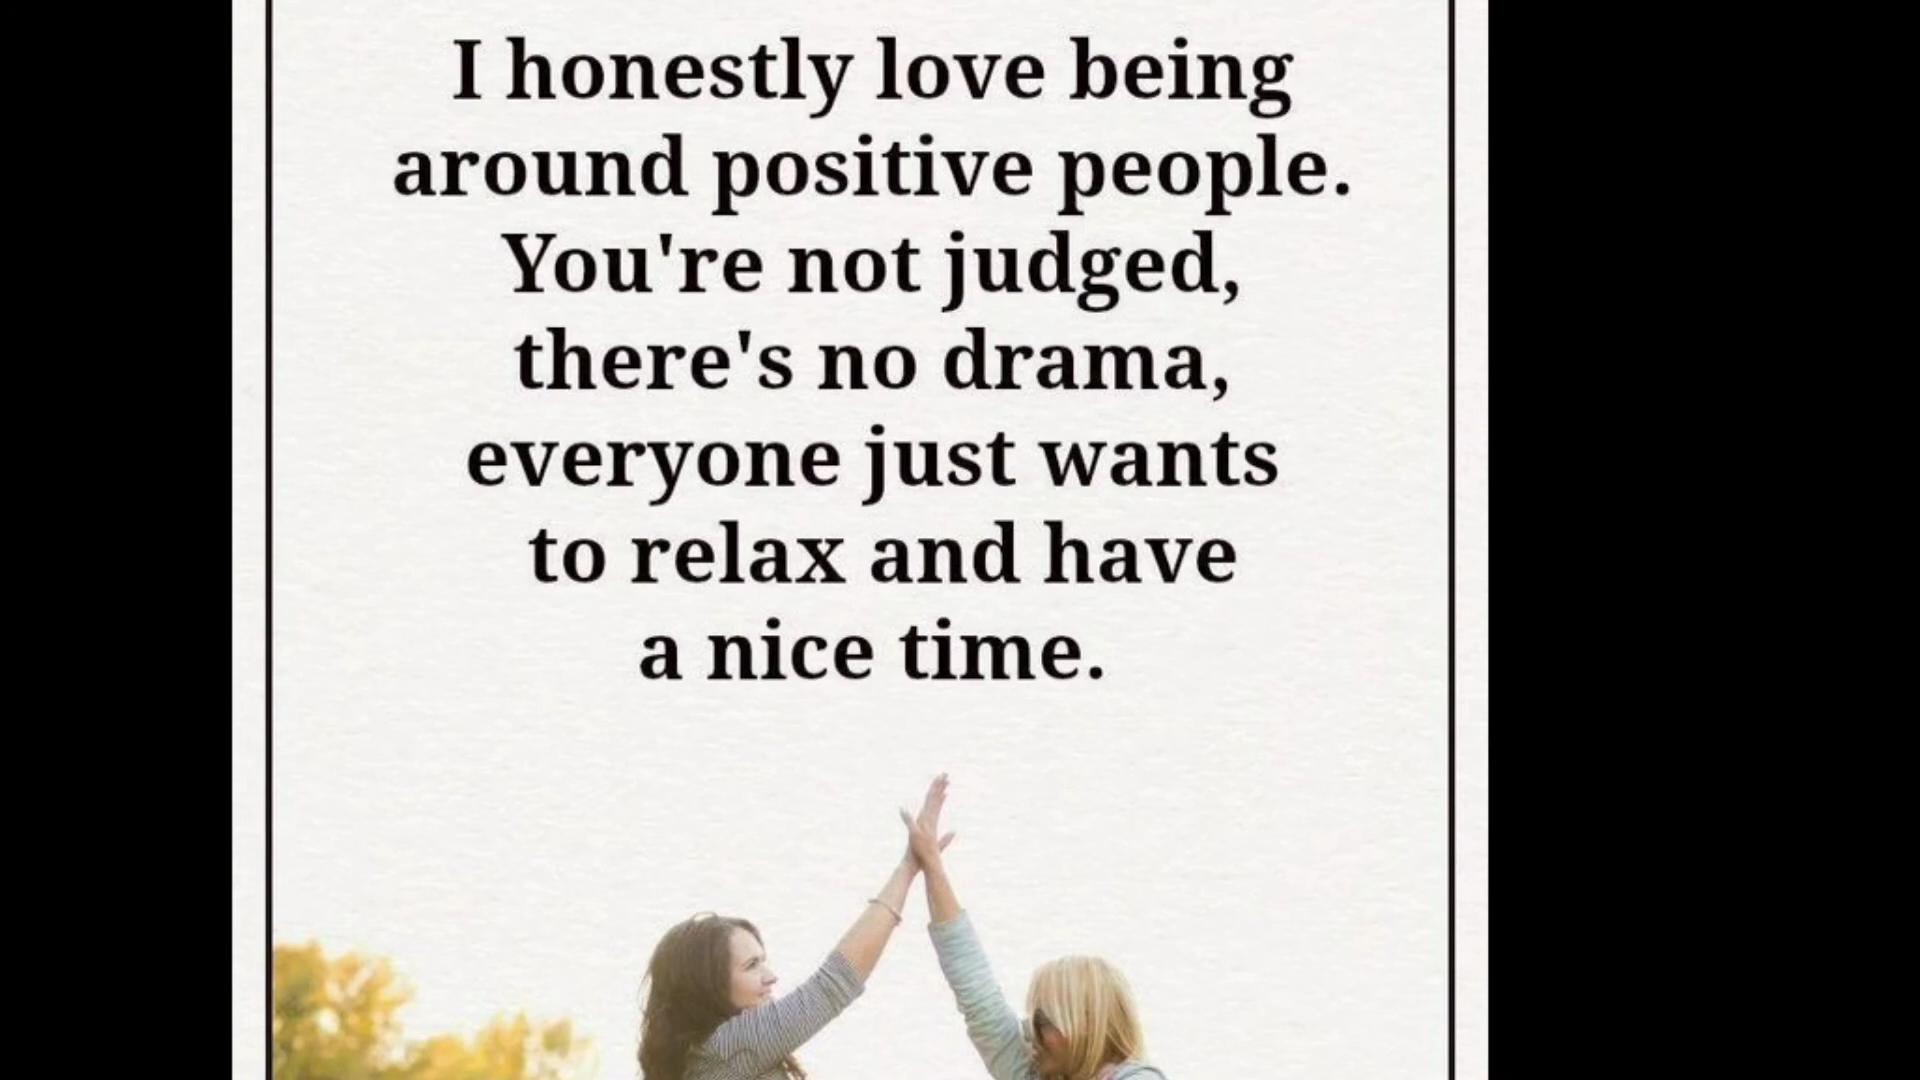 I honestly love being
around positive people.
You're not judged,
there's no drama,
everyone just wants
to relax and have
a nice time.